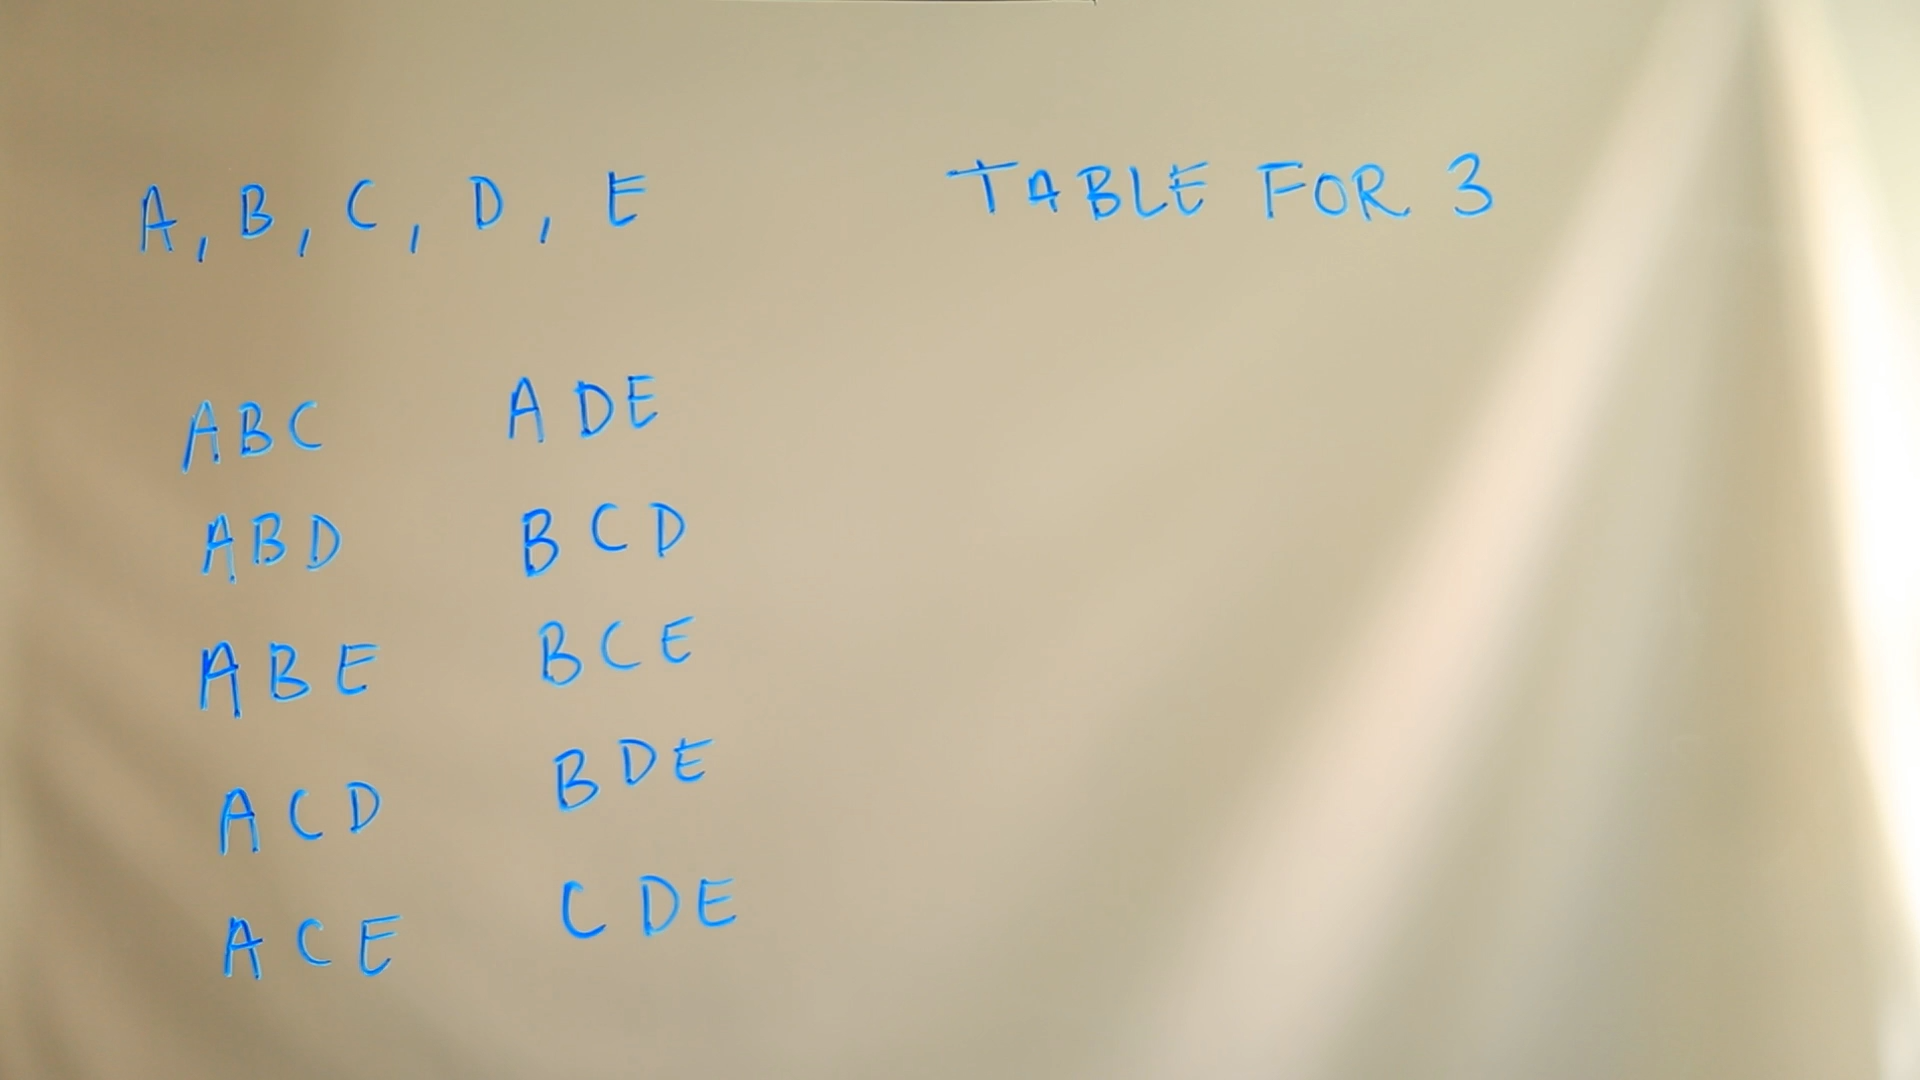 A, B, C, D, E
TABLE FOR 3
ABC
ABD
ABE
ACD
ACE
ADE
BCD
BCE
BDE
CDE